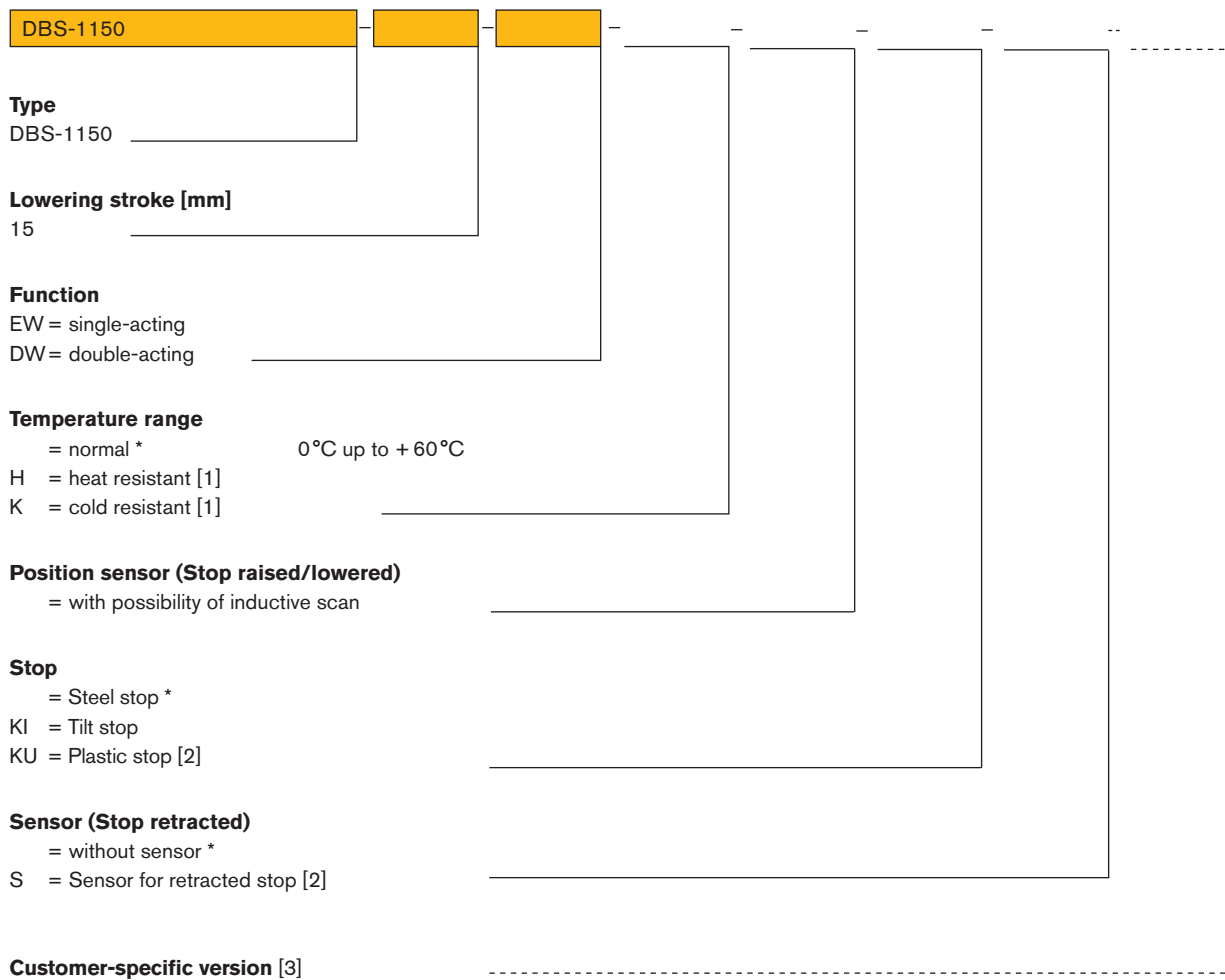 DBS-1150 – – – – – – --
Type
DBS-1150
Lowering stroke [mm]
15
Function
EW = single-acting
DW = double-acting
Temperature range
= normal * 0 °C up to + 60 °C
H = heat resistant [1]
K = cold resistant [1]
Position sensor (Stop raised/lowered)
= with possibility of inductive scan
Stop
= Steel stop *
KI = Tilt stop
KU = Plastic stop [2]
Sensor (Stop retracted)
= without sensor *
S = Sensor for retracted stop [2]
Customer-specific version [3]